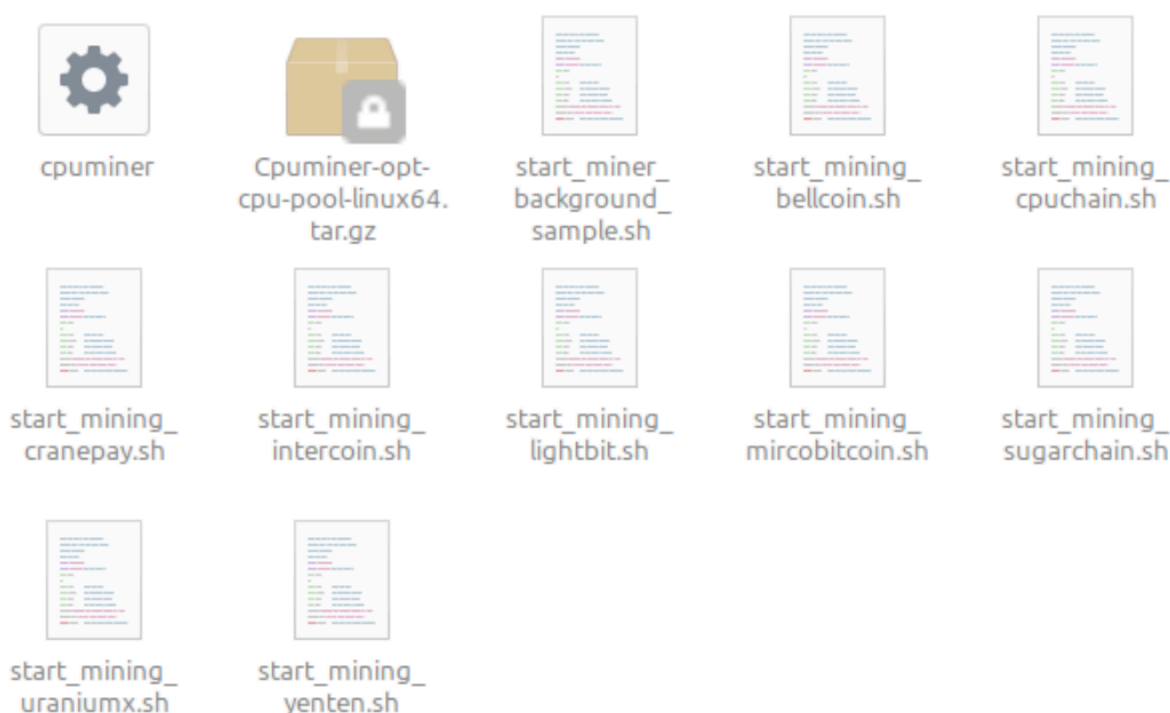 cpuminer
Cpuminer-opt-
cpu-pool-linux64.
tar.gz
start_miner_
background_
sample.sh
start_mining_
bellcoin.sh
start_mining_
cpuchain.sh
start_mining_
cranepay.sh
start_mining_
intercoin.sh
start_mining_
lightbit.sh
start_mining_
mircobitcoin.sh
start_mining_
sugarchain.sh
start_mining_
uraniumx.sh
start_mining_
yenten.sh